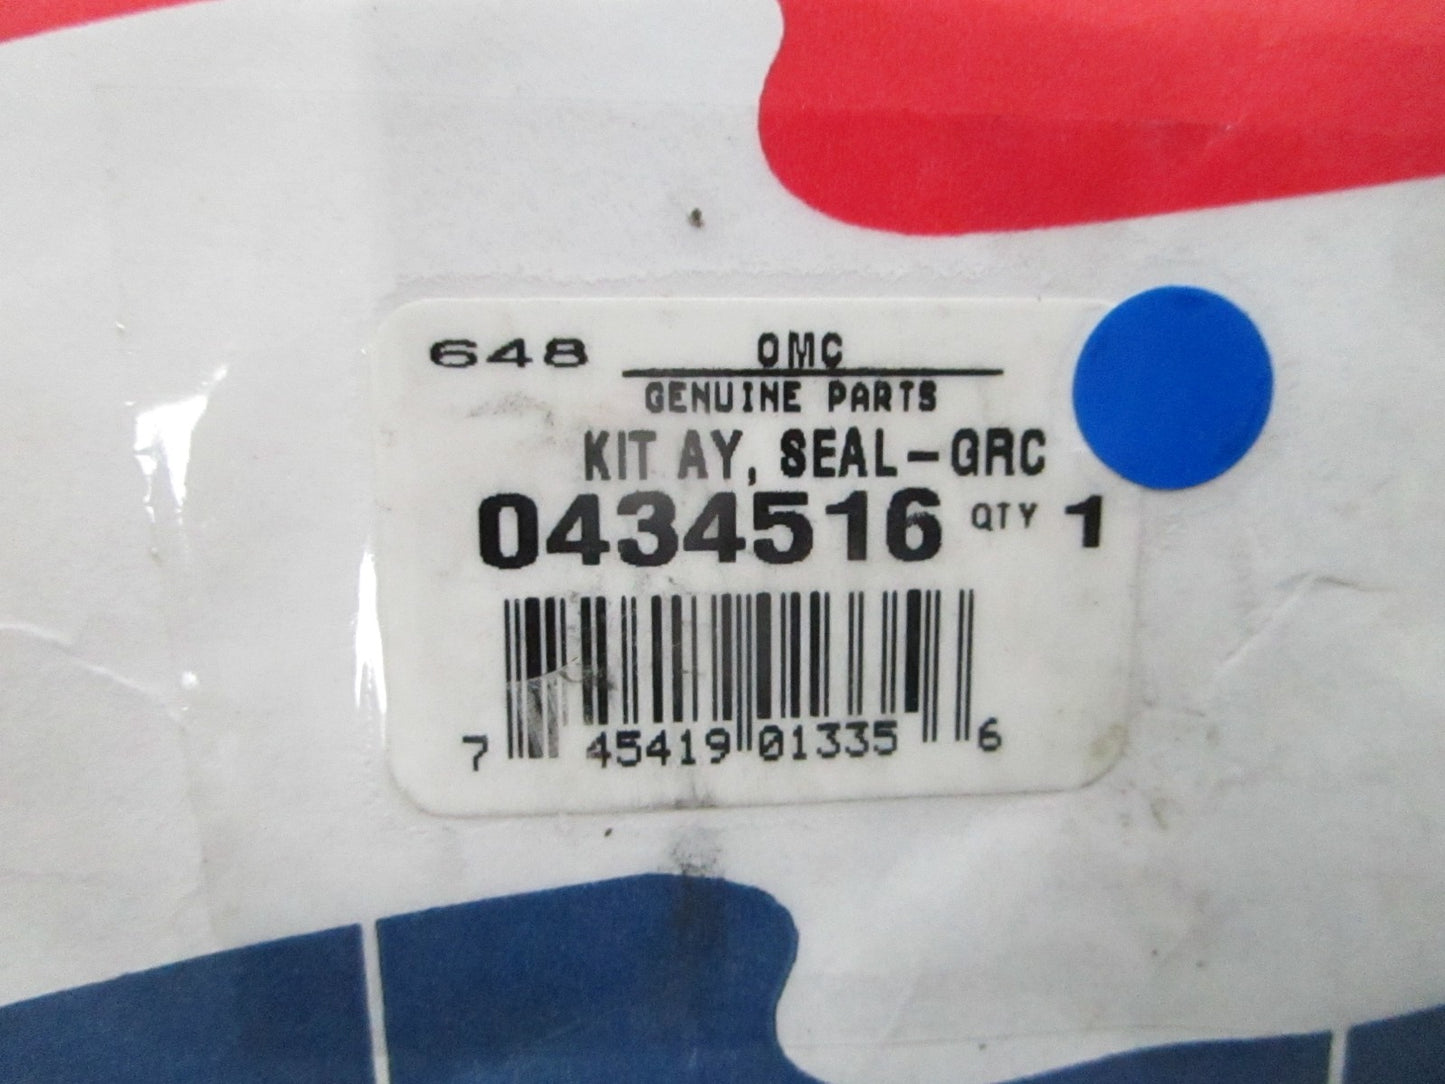 648 OMC
GENUINE PARTS
KIT AY, SEAL-GRC
0434516 QTY 1
7 45419 01335 6